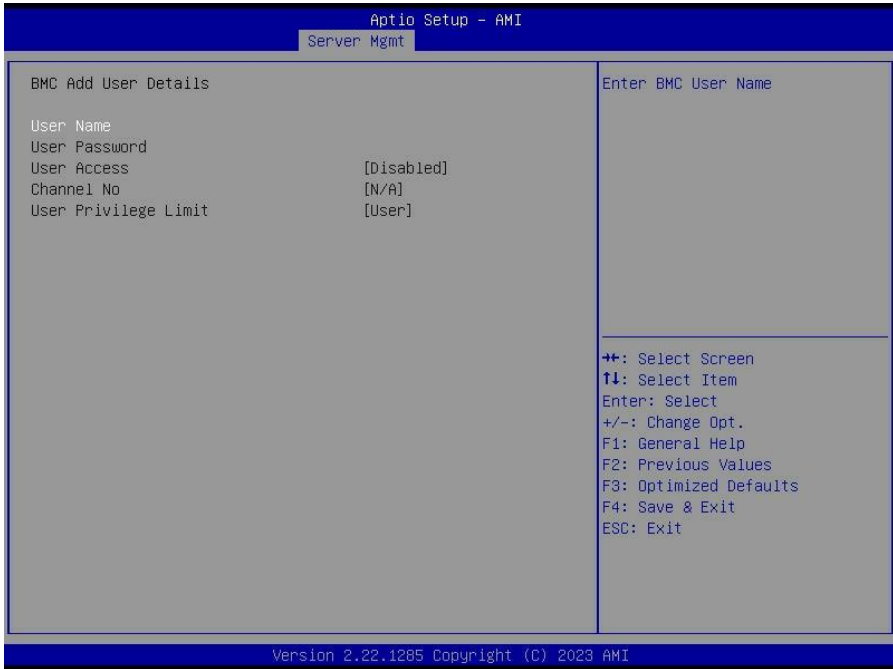 Aptio Setup – AMI
Server Mgmt
BMC Add User Details
User Name
User Password
User Access [Disabled]
Channel No [N/A]
User Privilege Limit [User]
Enter BMC User Name
→←: Select Screen
↑↓: Select Item
Enter: Select
+/-: Change Opt.
F1: General Help
F2: Previous Values
F3: Optimized Defaults
F4: Save & Exit
ESC: Exit
Version 2.22.1285 Copyright (C) 2023 AMI